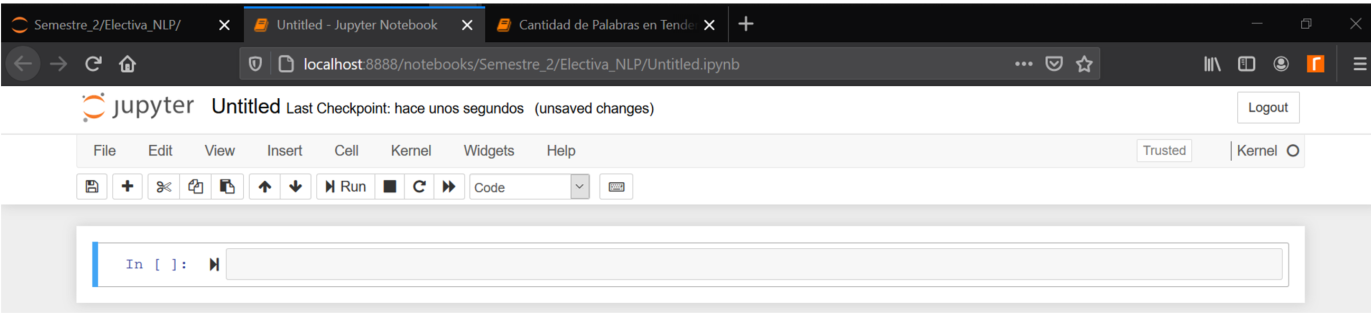 Semestre_2/Electiva_NLP/ Untitled - Jupyter Notebook Cantidad de Palabras en Tende
localhost:8888/notebooks/Semestre_2/Electiva_NLP/Untitled.ipynb
jupyter Untitled Last Checkpoint: hace unos segundos (unsaved changes) Logout
File Edit View Insert Cell Kernel Widgets Help Trusted Kernel
Run Code
In [ ]: